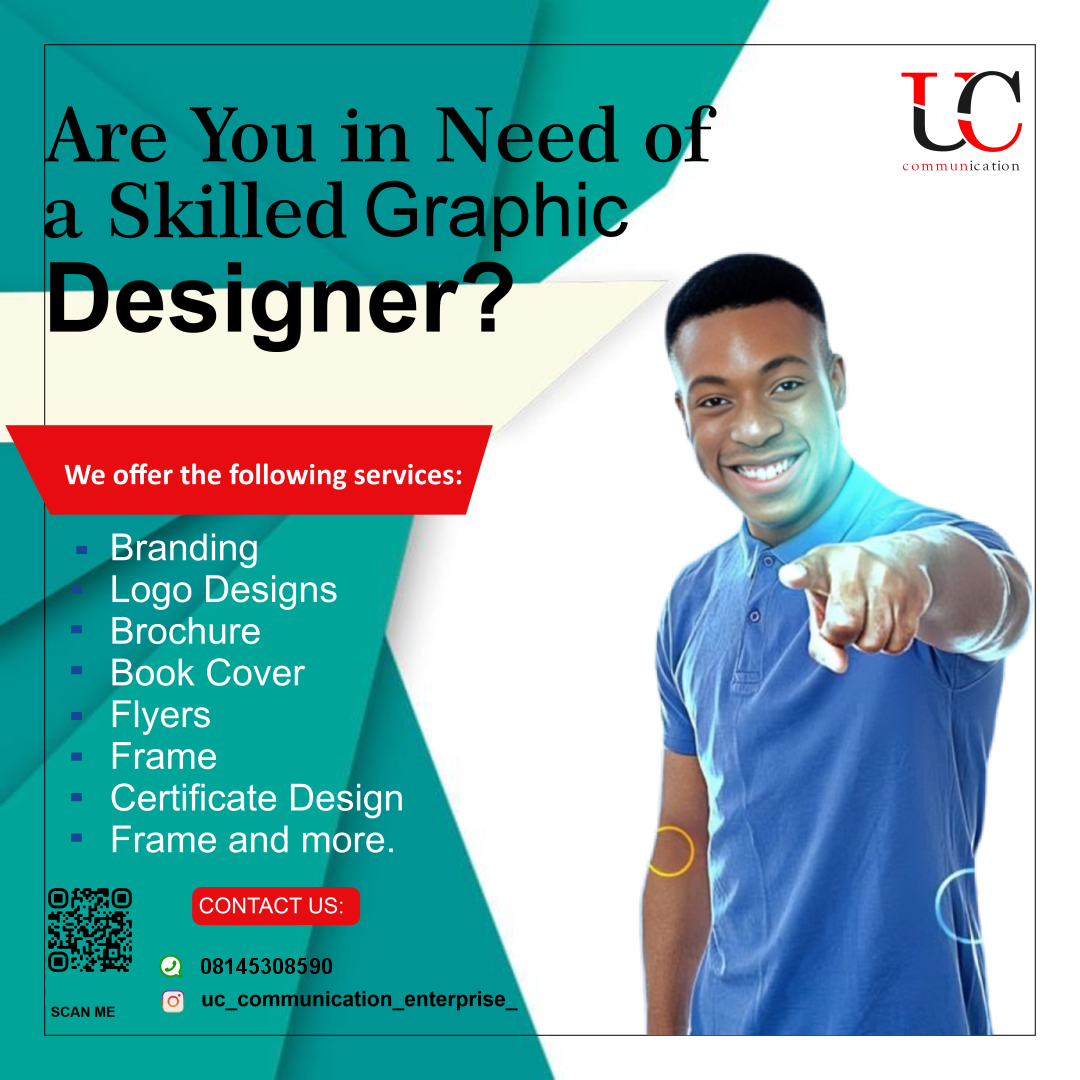 UC
communication
Are You in Need of
a Skilled Graphic
Designer?
We offer the following services:
Branding
Logo Designs
Brochure
Book Cover
Flyers
Frame
Certificate Design
Frame and more.
CONTACT US:
08145308590
uc_communication_enterprise_
SCAN ME